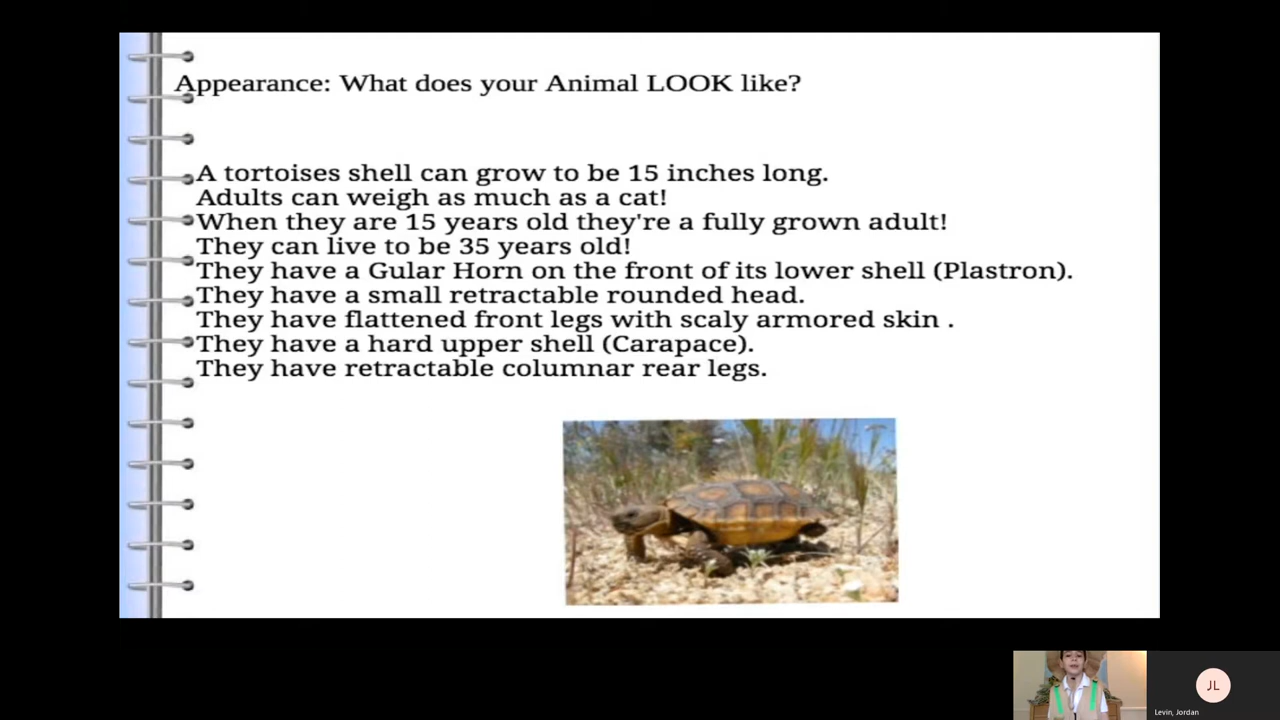 Appearance: What does your Animal LOOK like?
A tortoises shell can grow to be 15 inches long.
Adults can weigh as much as a cat!
When they are 15 years old they're a fully grown adult!
They can live to be 35 years old!
They have a Gular Horn on the front of its lower shell (Plastron).
They have a small retractable rounded head.
They have flattened front legs with scaly armored skin .
They have a hard upper shell (Carapace).
They have retractable columnar rear legs.
JL
Levin, Jordan